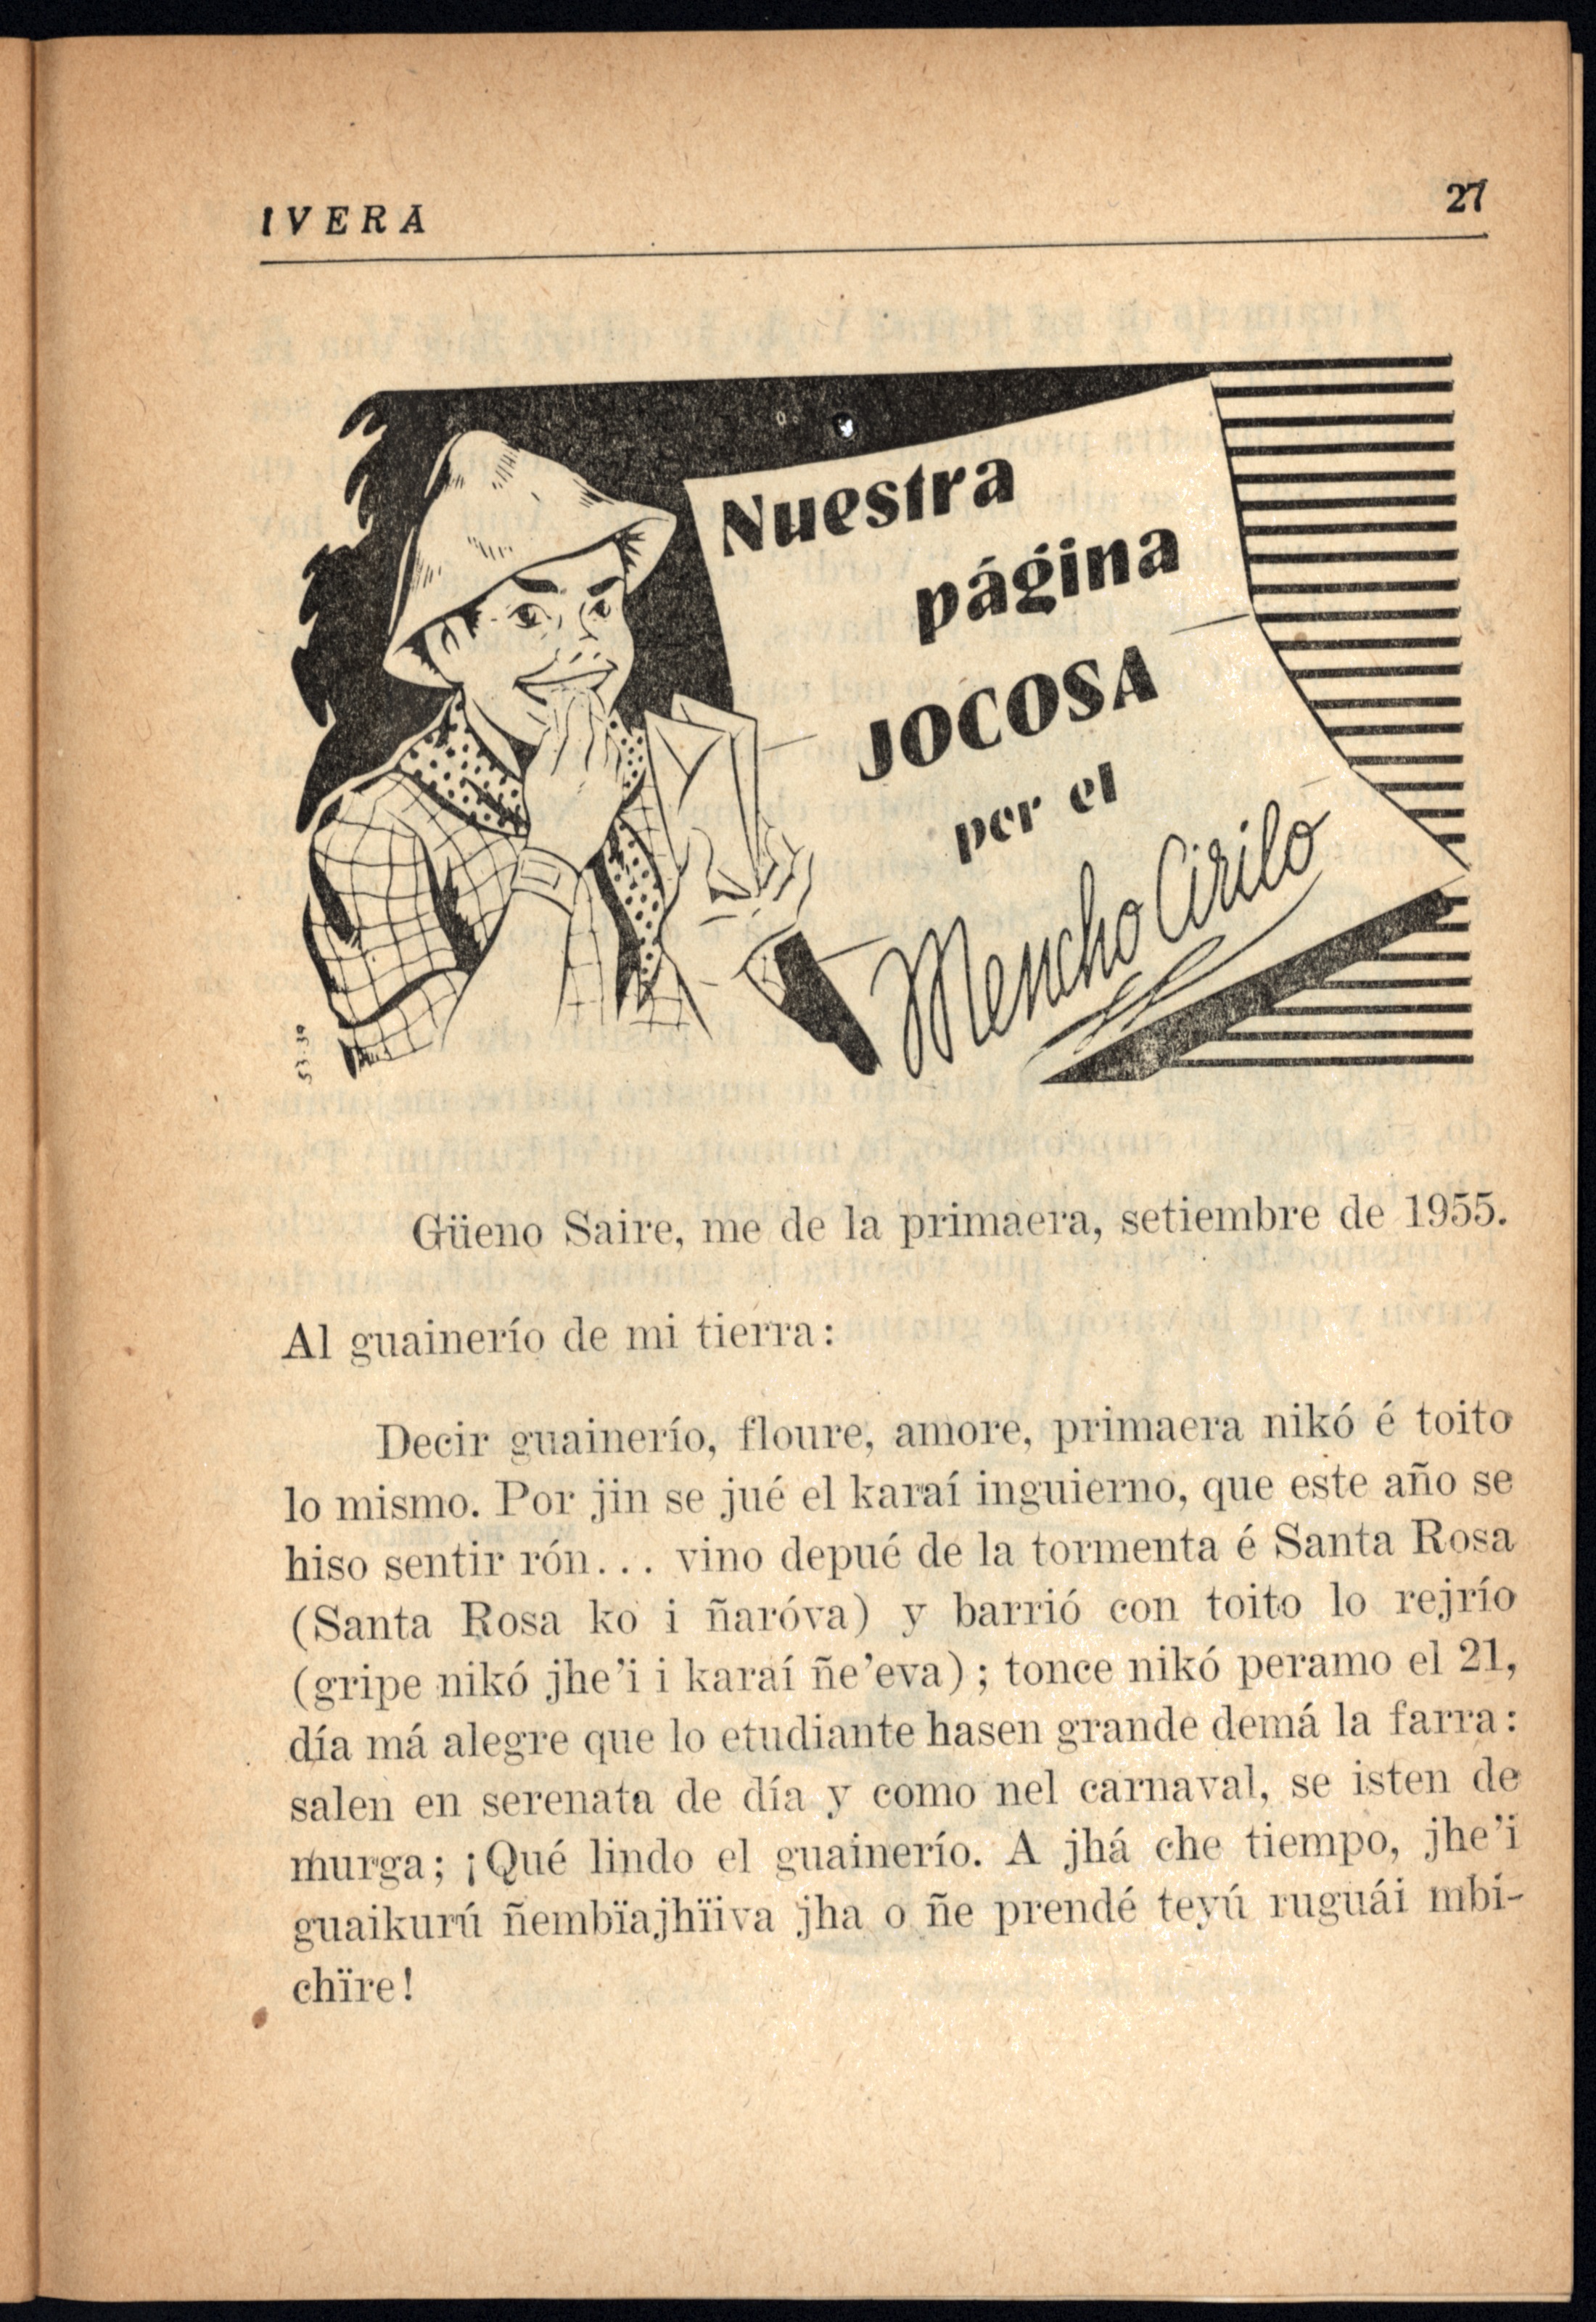 IVERA
27
Nuestra
página
JOCOSA
por el
Mencho Cirilo
Güeno Saire, me de la primaera, setiembre de 1955.
Al guainerío de mi tierra:
Decir guainerío, floure, amore, primaera nikó é toito
lo mismo. Por jin se jué el karaí inguierno, que este año se
hiso sentir rón... vino depué de la tormenta é Santa Rosa
(Santa Rosa ko i ñaróva) y barrió con toito lo rejrío
(gripe nikó jhe'i i karaí ñe'eva); tonce nikó peramo el 21,
día má alegre que lo etudiante hasen grande demá la farra:
salen en serenata de día y como nel carnaval, se isten de
murga; ¡Qué lindo el guainerío. A jhá che tiempo, jhe'i
guaikurú ñembïajhïiva jha o ñe prendé teyú ruguái mbi-
chïre!